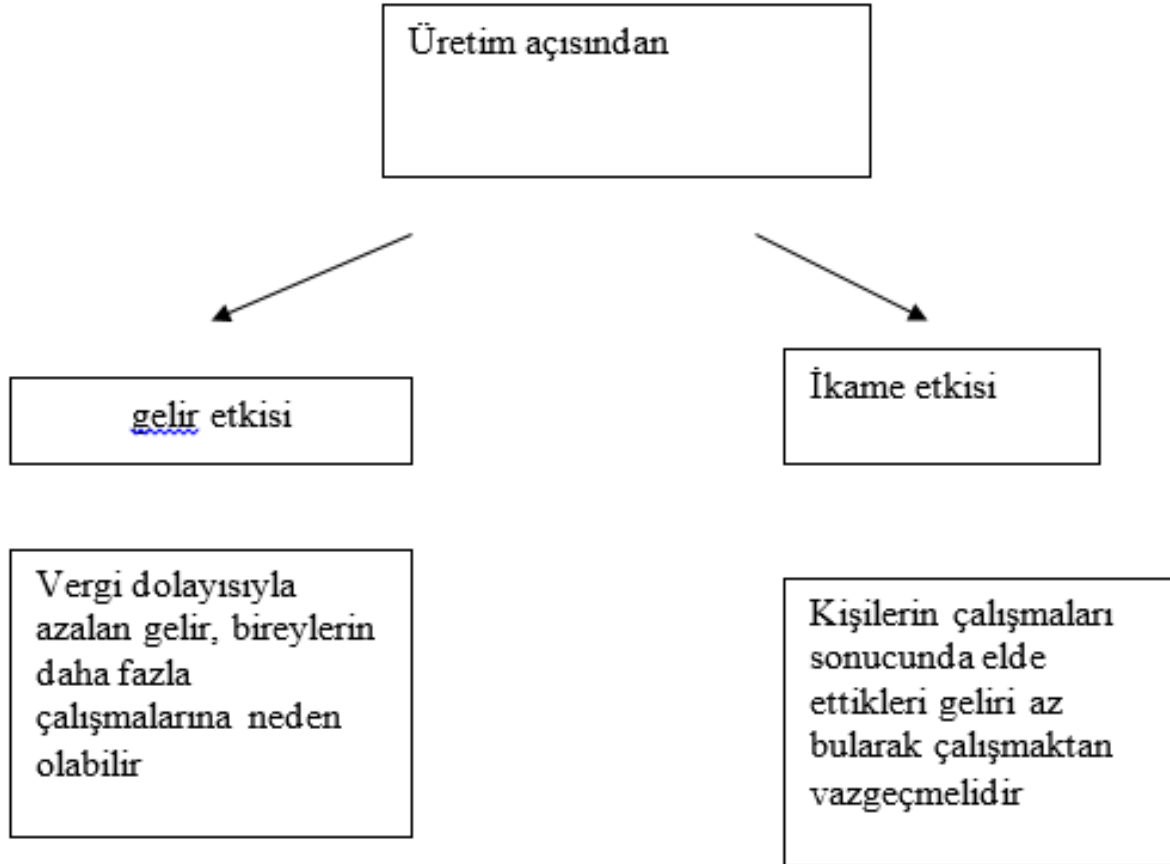 Üretim açısından
gelir etkisi
İkame etkisi
Vergi dolayısıyla
azalan gelir, bireylerin
daha fazla
çalışmalarına neden
olabilir
Kişilerin çalışmaları
sonucunda elde
ettikleri geliri az
bularak çalışmaktan
vazgeçmelidir